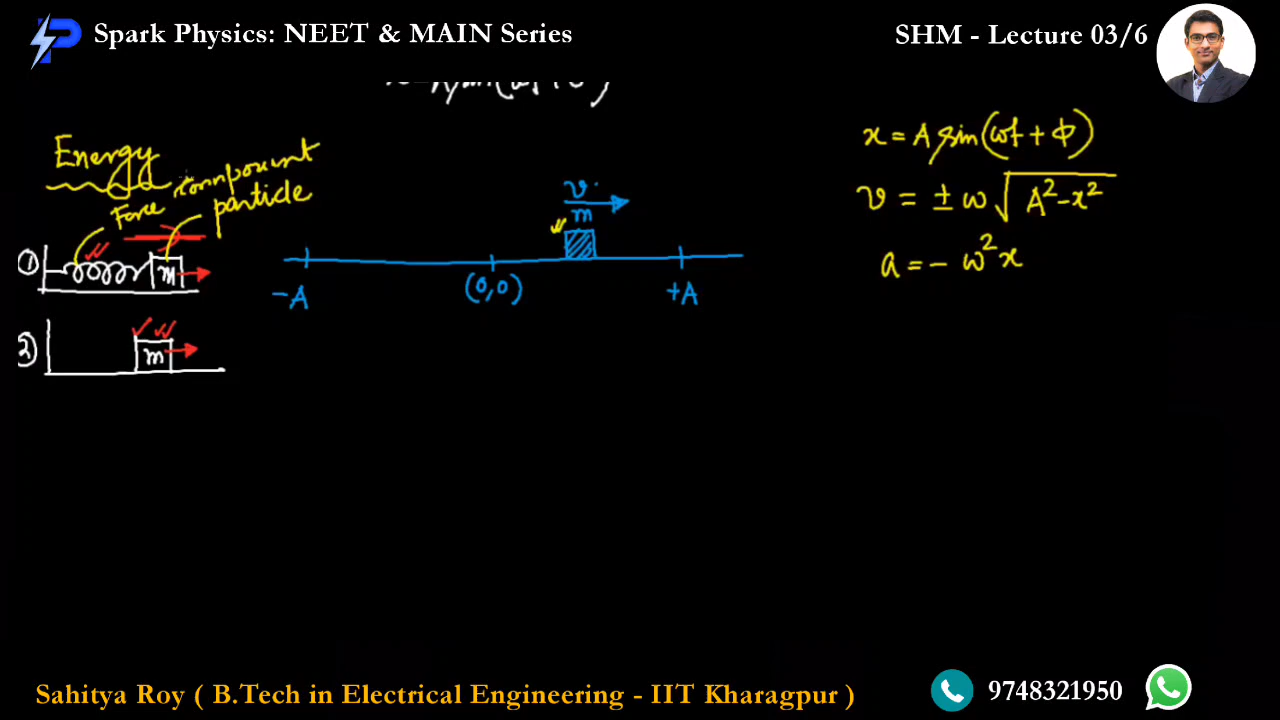 Spark Physics: NEET & MAIN Series
SHM - Lecture 03/6
Energy
Force component
particle
① m
② m
v
m
-A
(0,0)
+A
x = A sin(ωt + Φ)
v = ± ω √A²-x²
a = - ω²x
Sahitya Roy ( B.Tech in Electrical Engineering - IIT Kharagpur )
9748321950